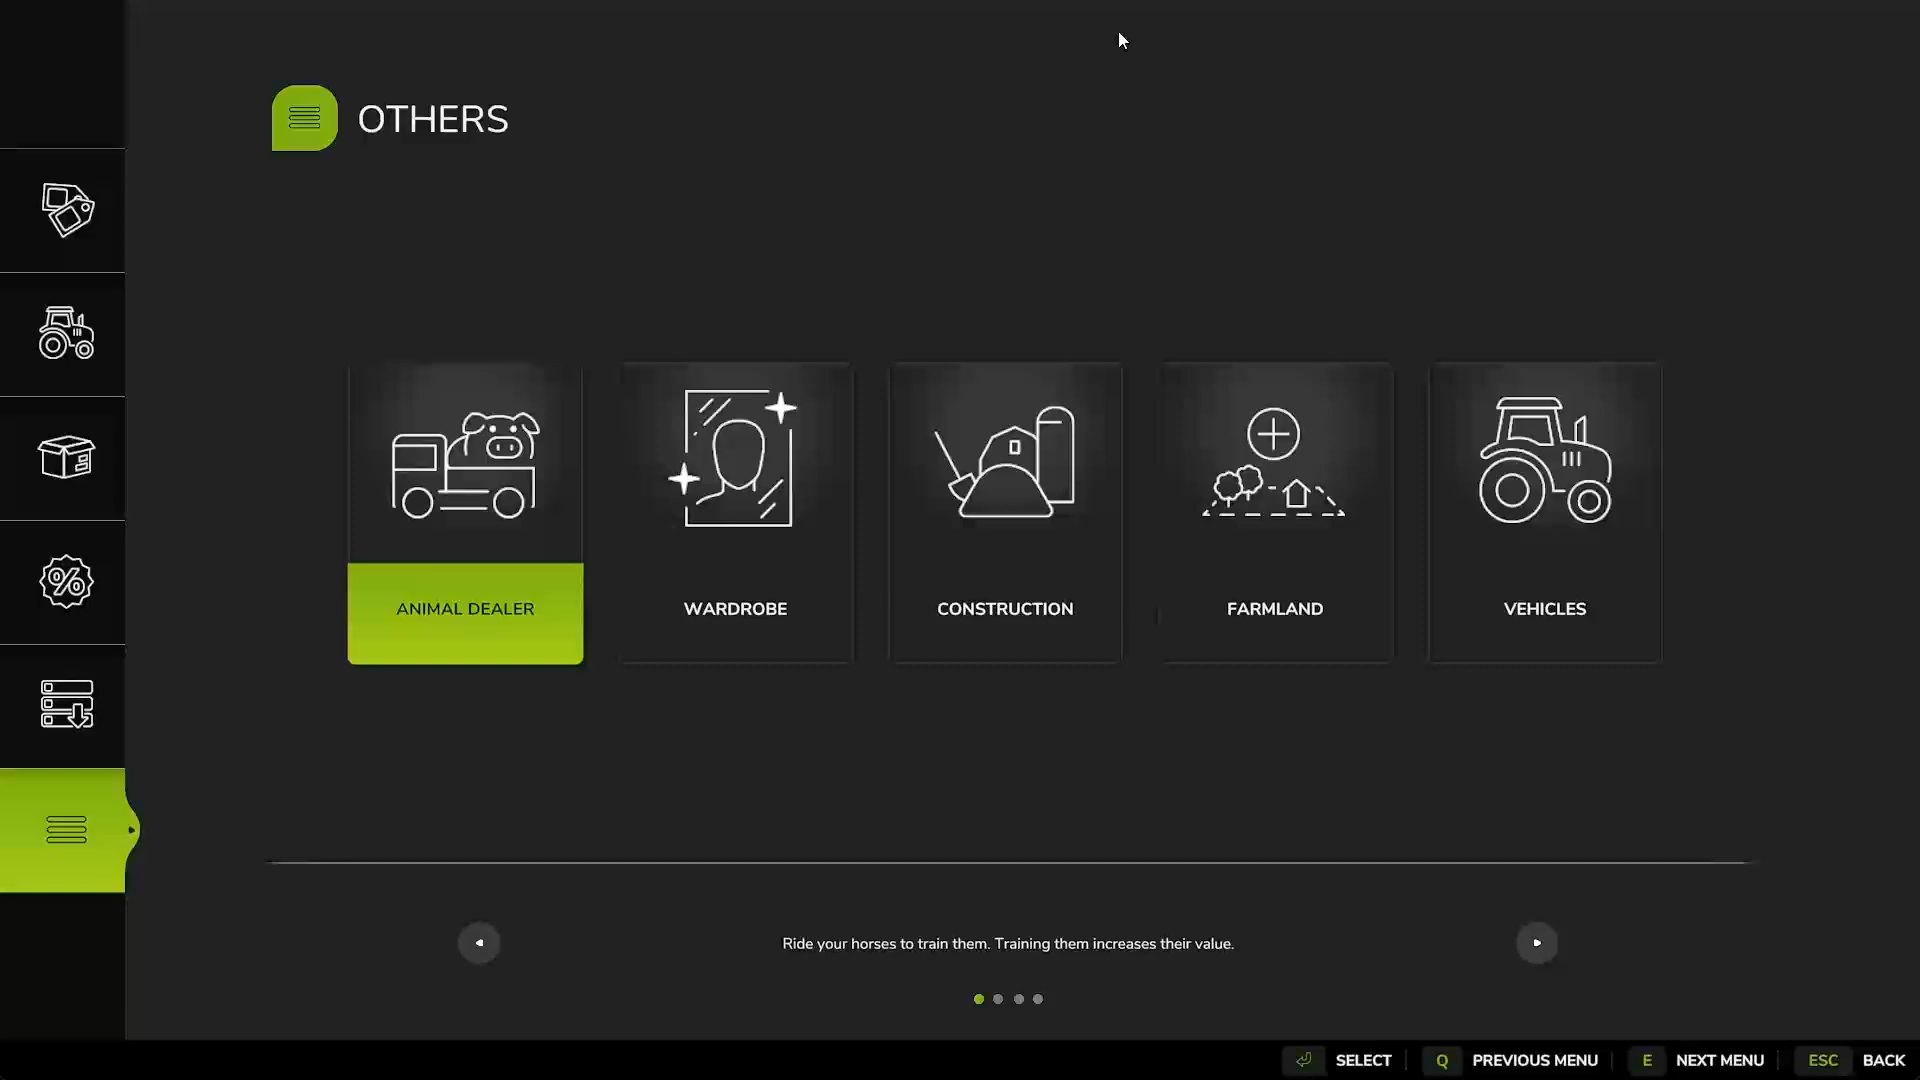 OTHERS
ANIMAL DEALER
WARDROBE
CONSTRUCTION
FARMLAND
VEHICLES
Ride your horses to train them. Training them increases their value.
SELECT
Q PREVIOUS MENU
E NEXT MENU
ESC BACK